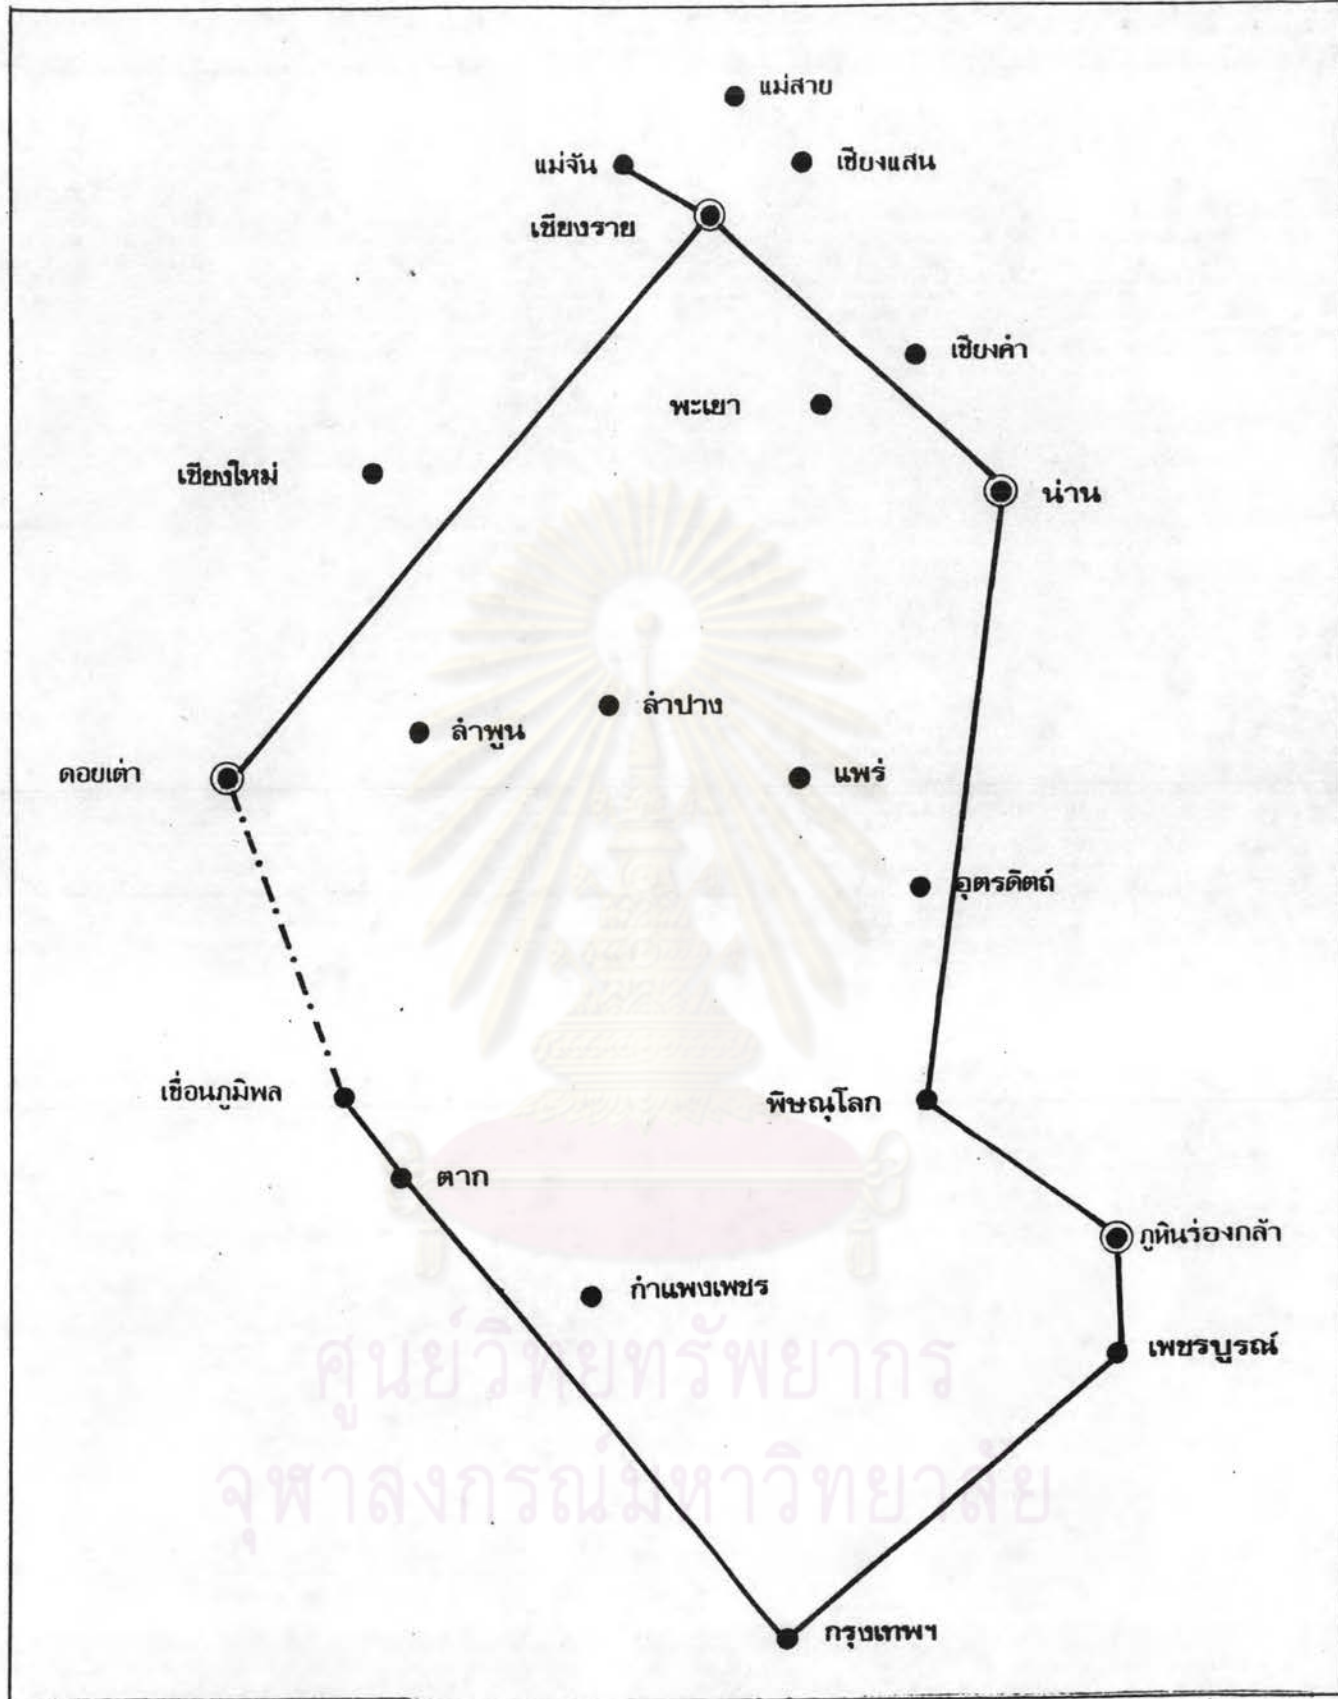 แม่สาย
แม่จัน
เชียงแสน
เชียงราย
เชียงคำ
พะเยา
เชียงใหม่
น่าน
ลำปาง
ลำพูน
ดอยเต่า
แพร่
อุตรดิตถ์
เขื่อนภูมิพล
พิษณุโลก
ตาก
ภูหินร่องกล้า
กำแพงเพชร
เพชรบูรณ์
ศูนย์วิทยทรัพยากร
จุฬาลงกรณ์มหาวิทยาลัย
กรุงเทพฯ